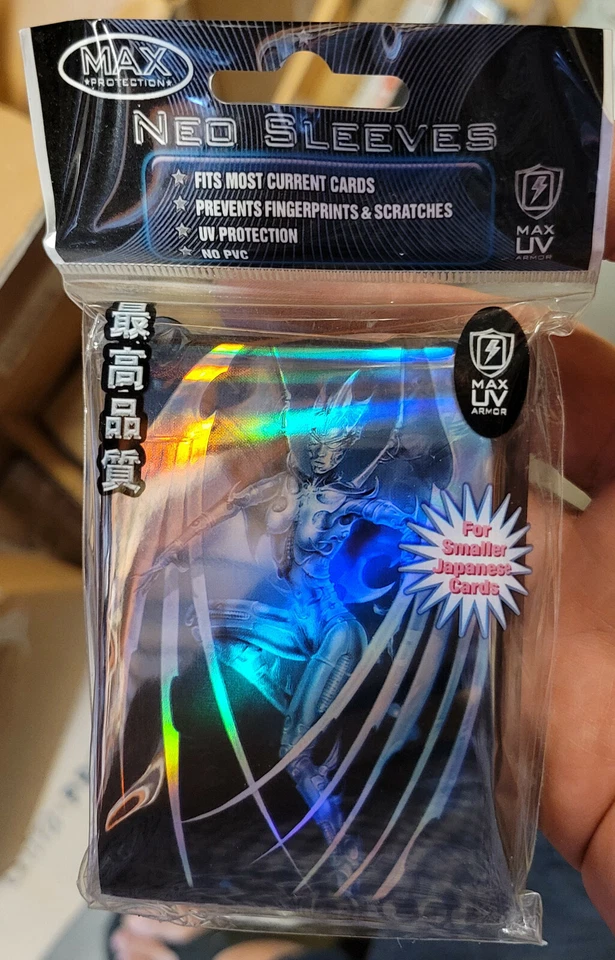 MAX
PROTECTION
NEO SLEEVES
FITS MOST CURRENT CARDS
PREVENTS FINGERPRINTS & SCRATCHES
UV PROTECTION
NO PVC
MAX
UV
ARMOR
最高品質
MAX
UV
ARMOR
For
Smaller
Japanese
Cards